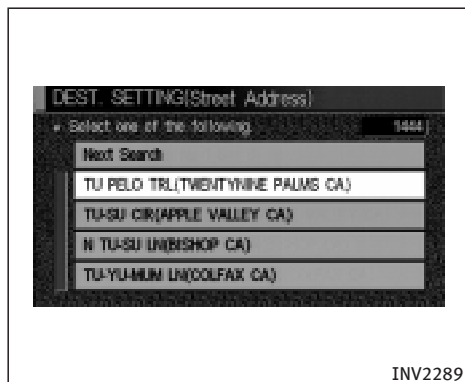 DEST. SETTING(Street Address)
Select one of the following. 1444
Next Search
TU PELO TRL(TWENTYNINE PALMS CA)
TU-SU CIR(APPLE VALLEY CA)
N TU-SU LN(BISHOP CA)
TU-YU-MUM LN(COLFAX CA)
INV2289